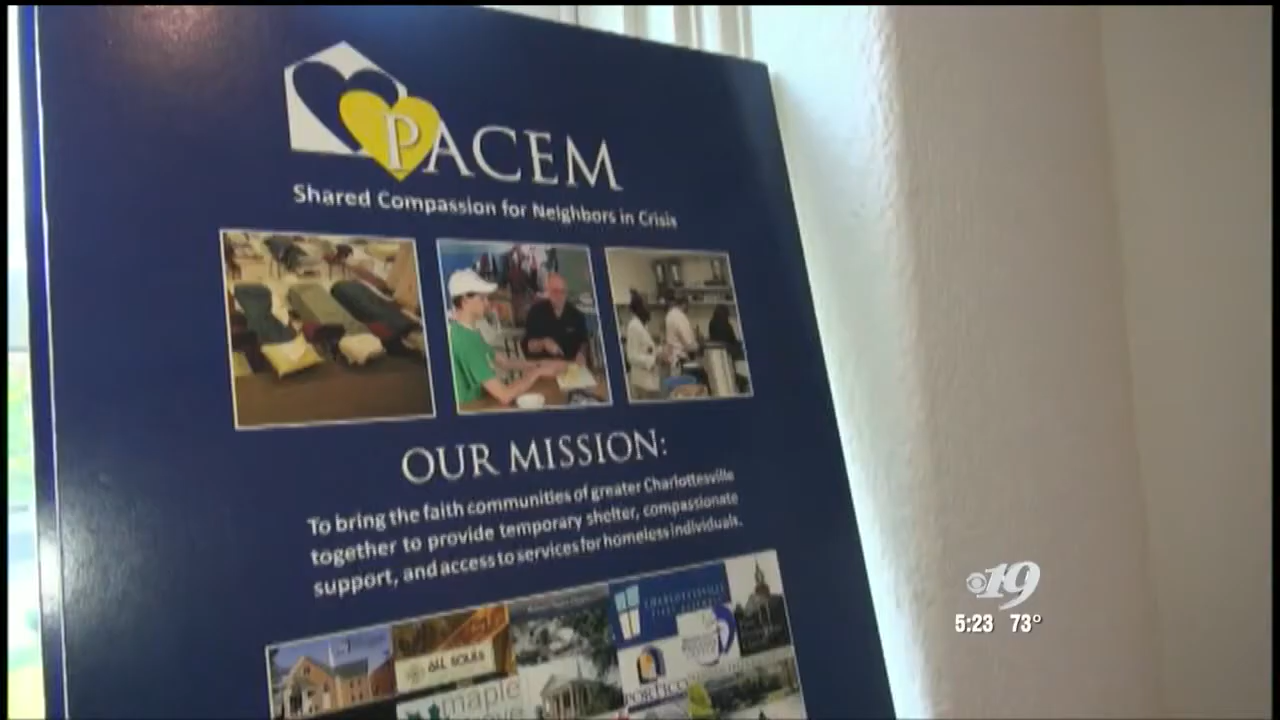 PACEM
Shared Compassion for Neighbors in Crisis
OUR MISSION:
To bring the faith communities of greater Charlottesville
together to provide temporary shelter, compassionate
support, and access to services for homeless individuals.
CHARLOTTESVILLE
ALL SOULS
PORTICO
maple
19
5:23 73°